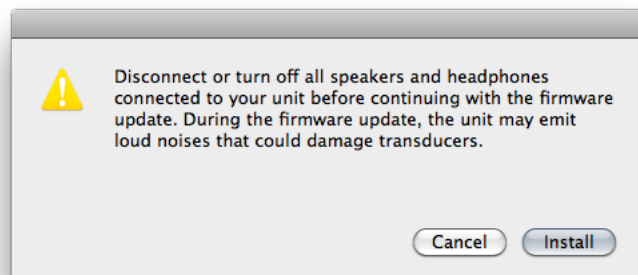 Disconnect or turn off all speakers and headphones
connected to your unit before continuing with the firmware
update. During the firmware update, the unit may emit
loud noises that could damage transducers.
Cancel
Install